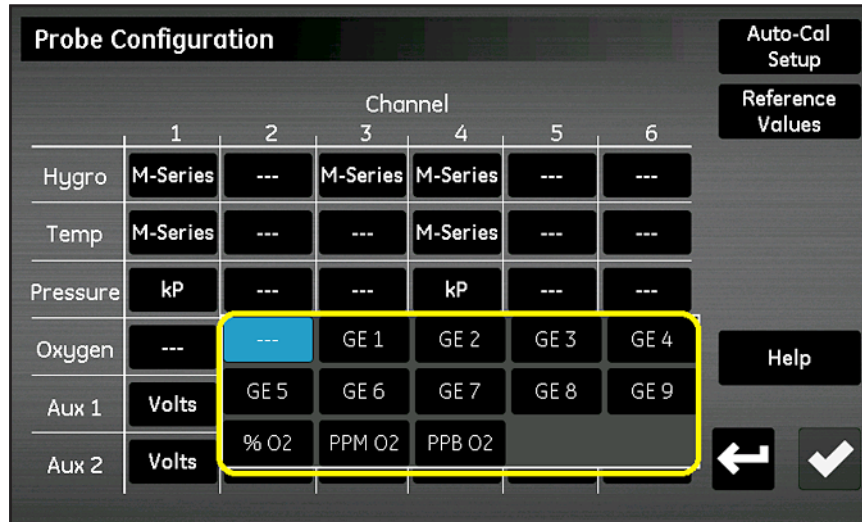 Probe Configuration
Auto-Cal
Setup
Reference
Values
Channel
1 2 3 4 5 6
Hygro M-Series --- M-Series M-Series --- ---
Temp M-Series --- --- M-Series --- ---
Pressure kP --- --- kP --- ---
Oxygen --- --- GE 1 GE 2 GE 3 GE 4
Help
Aux 1 Volts GE 5 GE 6 GE 7 GE 8 GE 9
Aux 2 Volts % O2 PPM O2 PPB O2